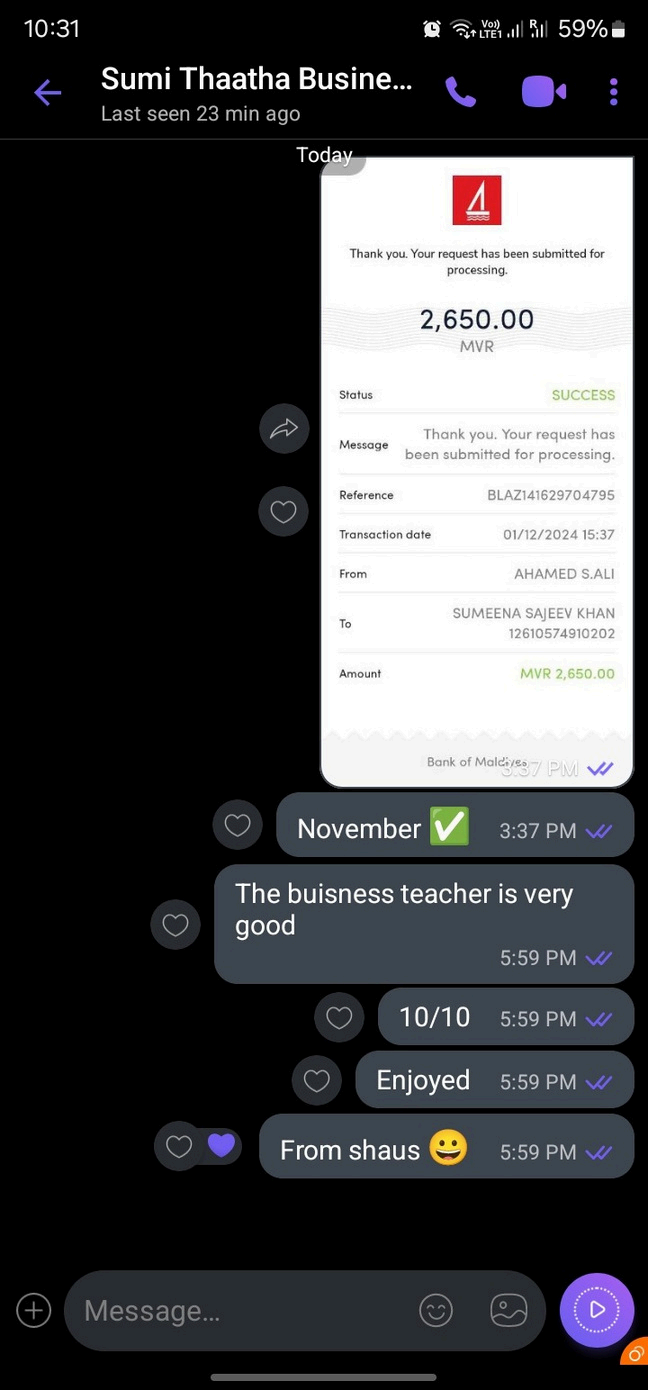 10:31
Vo))
LTE1
R
59%
Sumi Thaatha Busine...
Last seen 23 min ago
Today
Thank you. Your request has been submitted for
processing.
2,650.00
MVR
Status SUCCESS
Message Thank you. Your request has
been submitted for processing.
Reference BLAZ141629704795
Transaction date 01/12/2024 15:37
From AHAMED S.ALI
To SUMEENA SAJEEV KHAN
12610574910202
Amount MVR 2,650.00
Bank of Maldives
3:37 PM
November ✅ 3:37 PM
The buisness teacher is very
good
5:59 PM
10/10 5:59 PM
Enjoyed 5:59 PM
From shaus 😀 5:59 PM
Message...